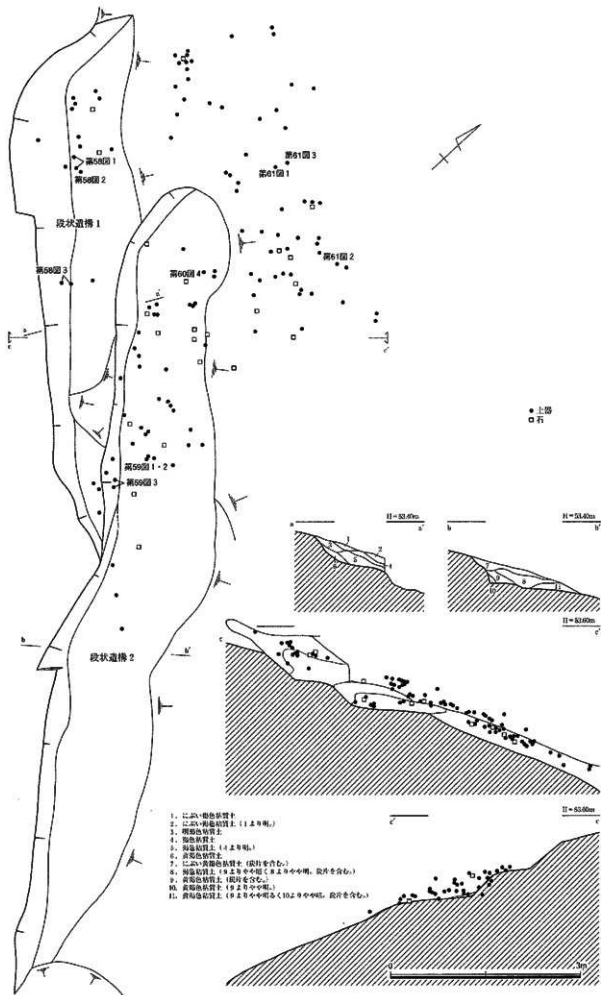 第61図3
第58図1
第61図1
第58図2
段状遺構1
第61図2
第58図3
第60図4
a'
a
c
c'
● 土器
□ 石
第59図1・2
第59図3
a
H=53.40m
a'
b
H=53.40m
b'
b
b'
段状遺構2
c
H=53.60m
c'
1. にぶい褐色粘質土
2. にぶい褐色粘質土（1より明。）
3. 明褐色粘質土
4. 褐色粘質土
5. 褐色粘質土（4より明。）
6. 黄褐色粘質土
7. にぶい黄褐色粘質土（炭片を含む。）
8. 褐色粘質土（9よりやや暗く8よりやや明。炭片を含む。）
9. 黄褐色粘質土（炭片を含む。）
10. 黄褐色粘質土（9よりやや明。）
11. 黄褐色粘質土（9よりやや明るく10よりやや暗。炭片を含む。）
c'
H=53.60m
c
0
3m